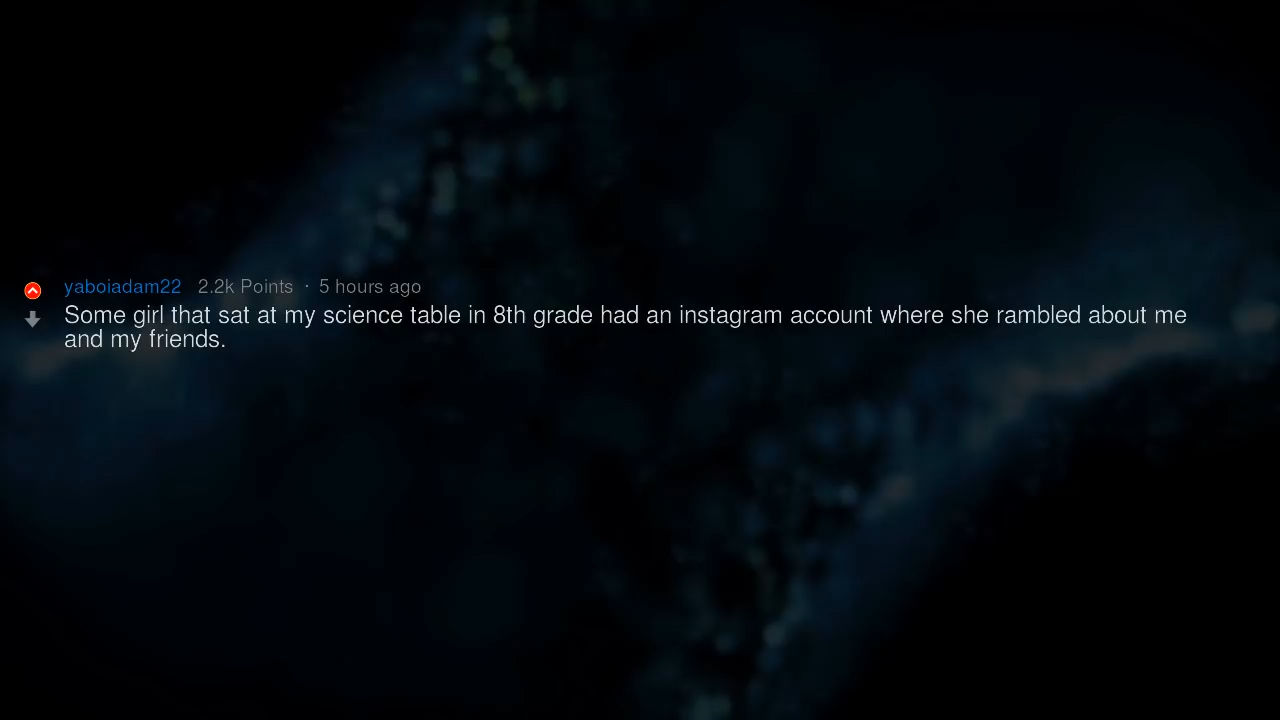 yaboiadam22 2.2k Points · 5 hours ago
Some girl that sat at my science table in 8th grade had an instagram account where she rambled about me
and my friends.